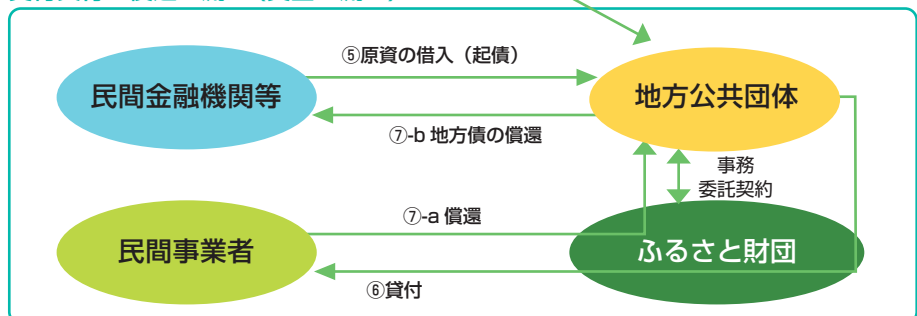 ⑤原資の借入（起債）
民間金融機関等
地方公共団体
⑦-b 地方債の償還
事務
委託契約
⑦-a 償還
民間事業者
ふるさと財団
⑥貸付